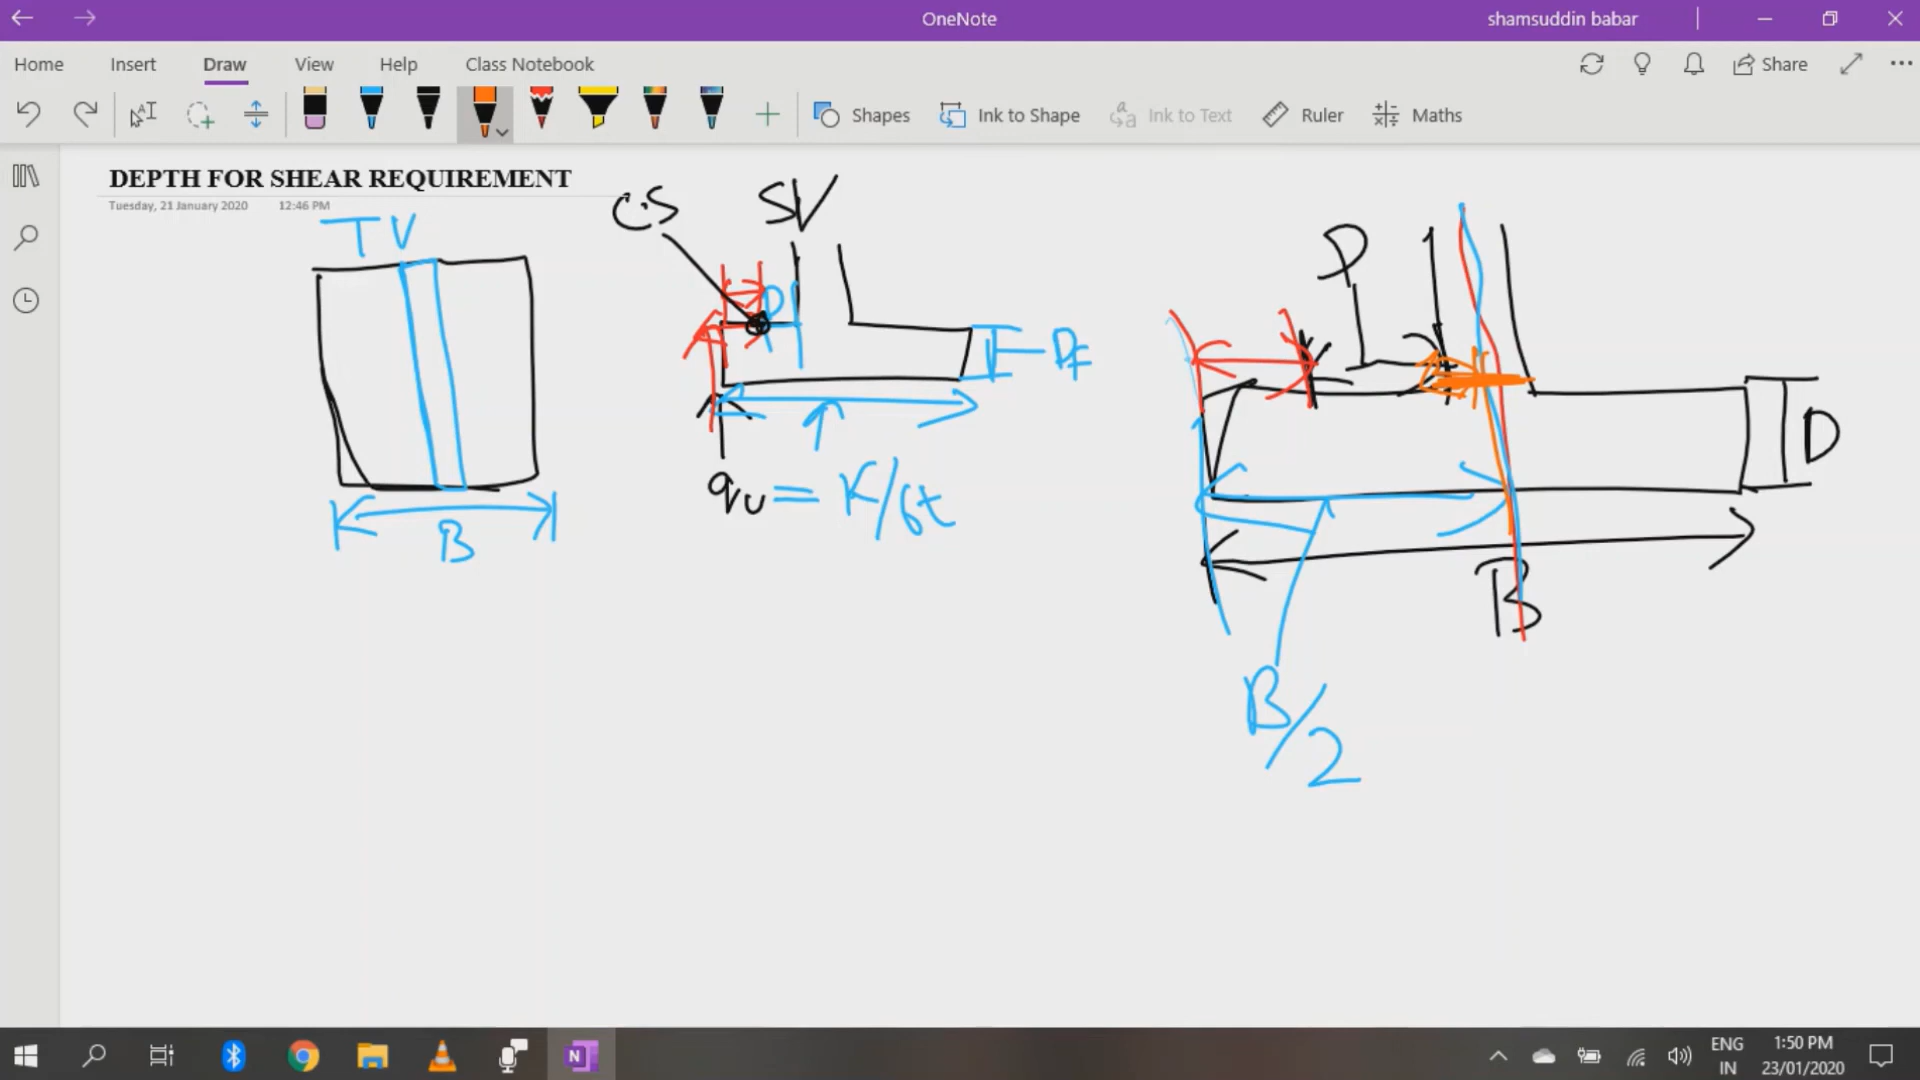 OneNote
shamsuddin babar
Home Insert Draw View Help Class Notebook
Share
Shapes Ink to Shape Ink to Text Ruler Maths
DEPTH FOR SHEAR REQUIREMENT
Tuesday, 21 January 2020 12:46 PM
TV
B
CS
SV
D
Df
qu = K/6t
D
D
B
B/2
N
ENG
IN
1:50 PM
23/01/2020